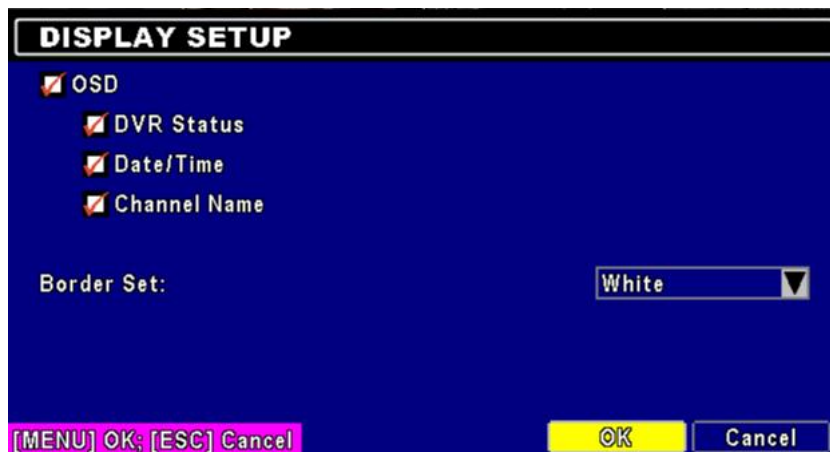 DISPLAY SETUP
OSD
DVR Status
Date/Time
Channel Name
Border Set: White
[MENU] OK; [ESC] Cancel OK Cancel